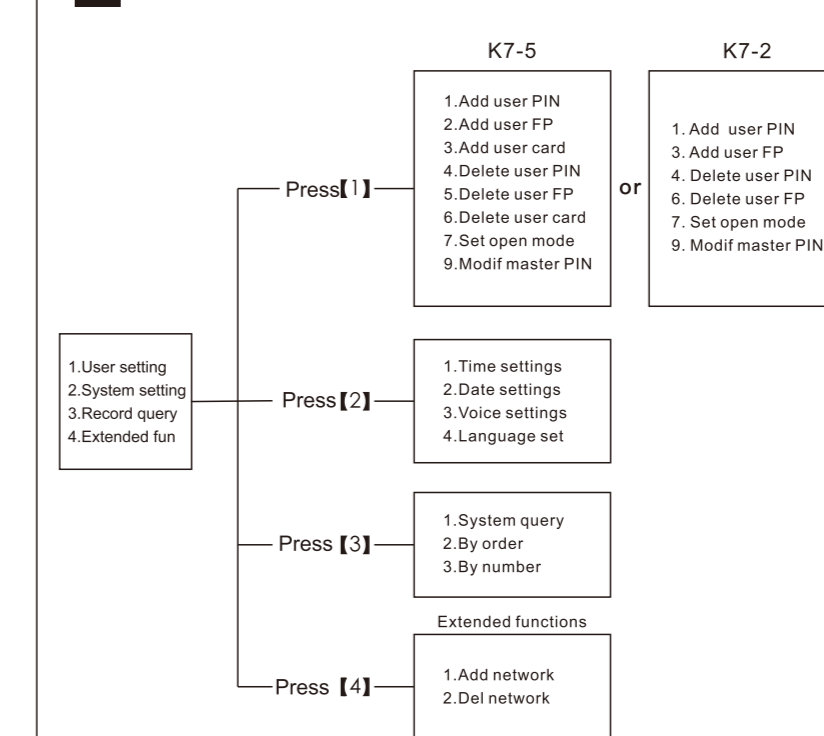 K7-5
K7-2
1.Add user PIN
2.Add user FP
3.Add user card
4.Delete user PIN
5.Delete user FP
6.Delete user card
7.Set open mode
9.Modif master PIN
or
1. Add user PIN
3. Add user FP
4. Delete user PIN
6. Delete user FP
7. Set open mode
9. Modif master PIN
Press【1】
1.User setting
2.System setting
3.Record query
4.Extended fun
Press【2】
1.Time settings
2.Date settings
3.Voice settings
4.Language set
Press【3】
1.System query
2.By order
3.By number
Extended functions
Press【4】
1.Add network
2.Del network